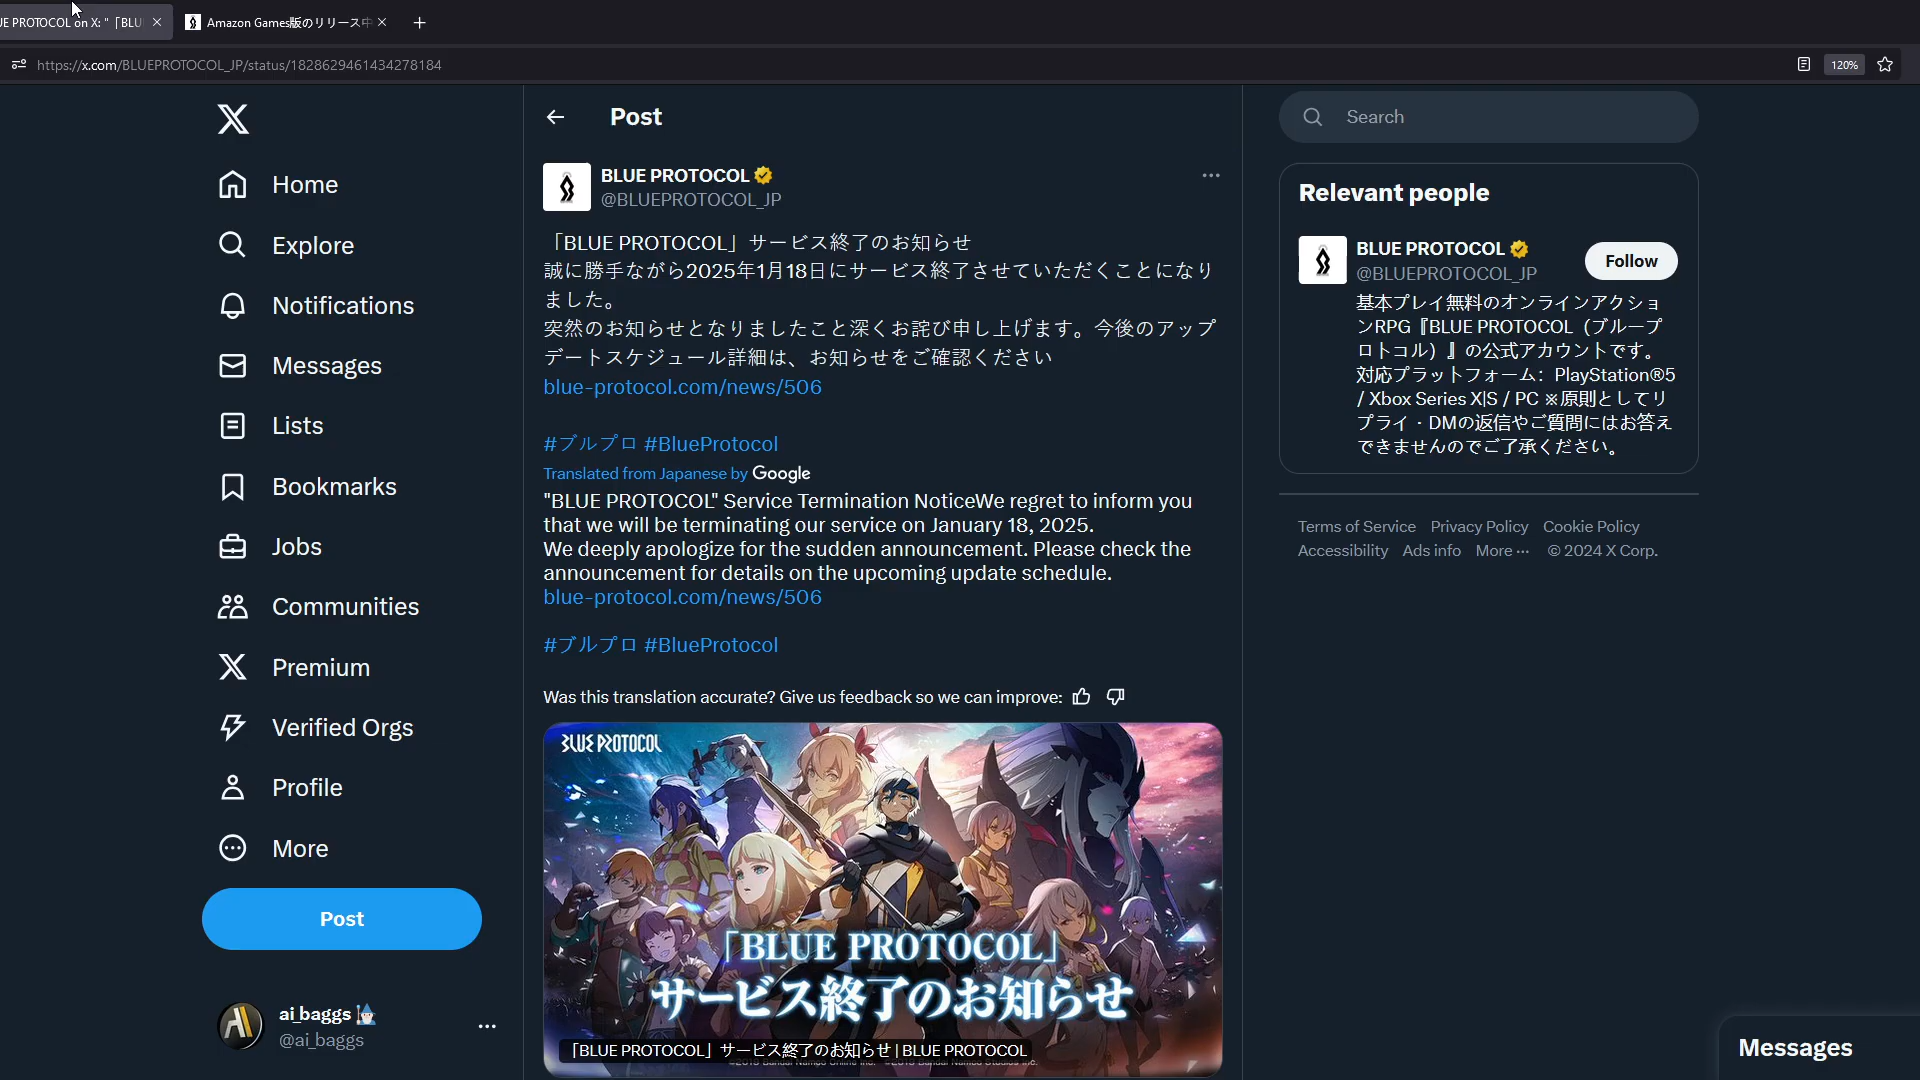 JE PROTOCOL on X: "「BLU
Amazon Games版のリリース中
https://x.com/BLUEPROTOCOL_JP/status/1828629461434278184
120%
Home
Explore
Notifications
Messages
Lists
Bookmarks
Jobs
Communities
Premium
Verified Orgs
Profile
More
Post
ai_baggs
@ai_baggs
Post
BLUE PROTOCOL
@BLUEPROTOCOL_JP
「BLUE PROTOCOL」サービス終了のお知らせ
誠に勝手ながら2025年1月18日にサービス終了させていただくことになり
ました。
突然のお知らせとなりましたこと深くお詫び申し上げます。今後のアップ
デートスケジュール詳細は、お知らせをご確認ください
blue-protocol.com/news/506
#ブルプロ #BlueProtocol
Translated from Japanese by Google
"BLUE PROTOCOL" Service Termination NoticeWe regret to inform you
that we will be terminating our service on January 18, 2025.
We deeply apologize for the sudden announcement. Please check the
announcement for details on the upcoming update schedule.
blue-protocol.com/news/506
#ブルプロ #BlueProtocol
Was this translation accurate? Give us feedback so we can improve:
BLUE PROTOCOL
「BLUE PROTOCOL」
サービス終了のお知らせ
「BLUE PROTOCOL」サービス終了のお知らせ | BLUE PROTOCOL
Search
Relevant people
BLUE PROTOCOL
@BLUEPROTOCOL_JP
Follow
基本プレイ無料のオンラインアクショ
ンRPG『BLUE PROTOCOL（ブループ
ロトコル）』の公式アカウントです。
対応プラットフォーム：PlayStation®5
/ Xbox Series X|S / PC ※原則としてリ
プライ・DMの返信やご質問にはお答え
できませんのでご了承ください。
Terms of Service Privacy Policy Cookie Policy
Accessibility Ads info More ··· © 2024 X Corp.
Messages